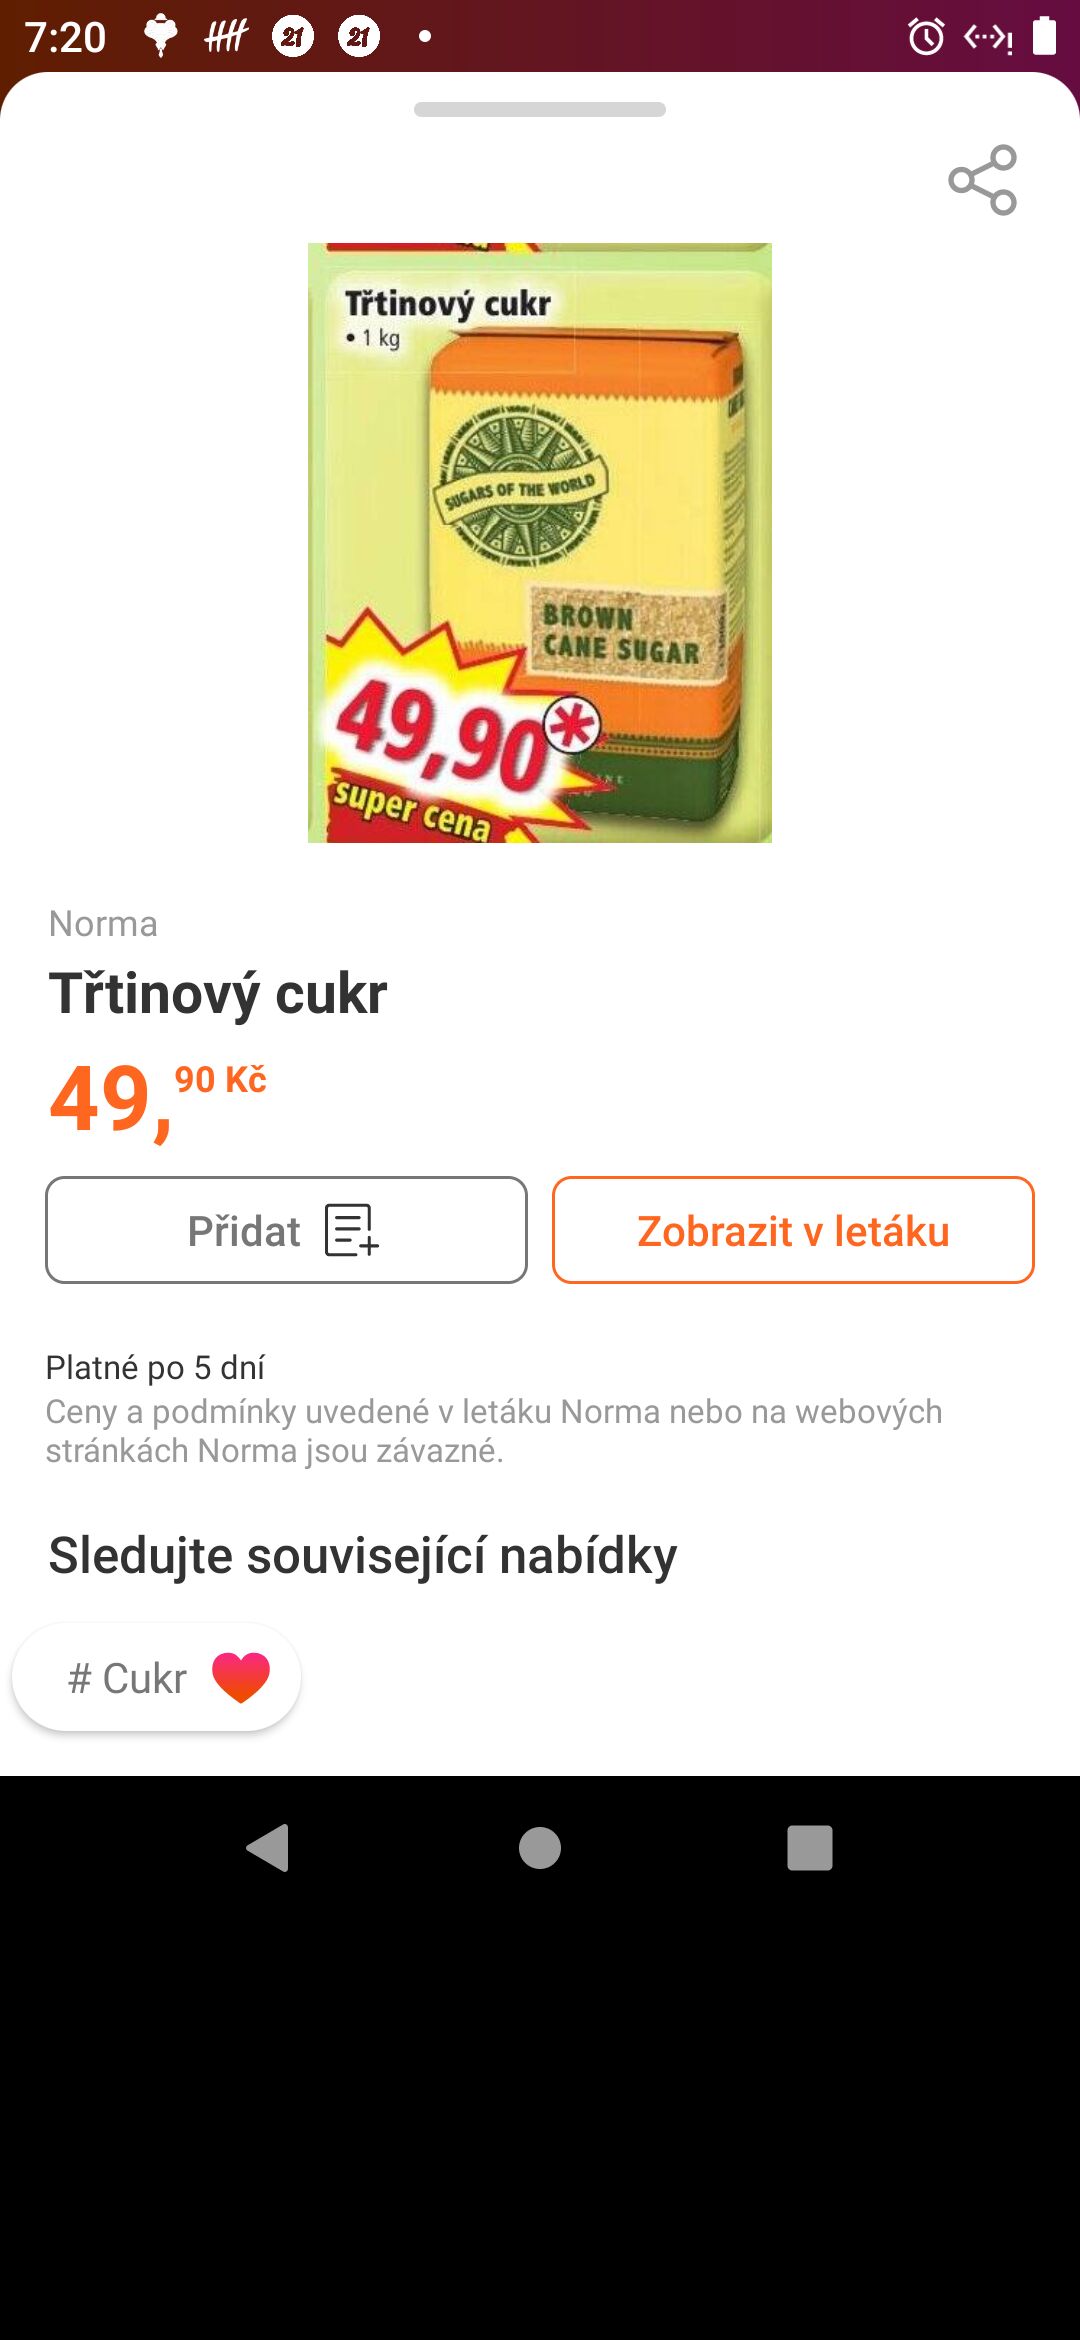 7:20
21
21
Třtinový cukr
• 1 kg
SUGARS OF THE WORLD
BROWN
CANE SUGAR
49,90*
super cena
Norma
Třtinový cukr
49,90 Kč
Přidat
Zobrazit v letáku
Platné po 5 dní
Ceny a podmínky uvedené v letáku Norma nebo na webových
stránkách Norma jsou závazné.
Sledujte související nabídky
# Cukr